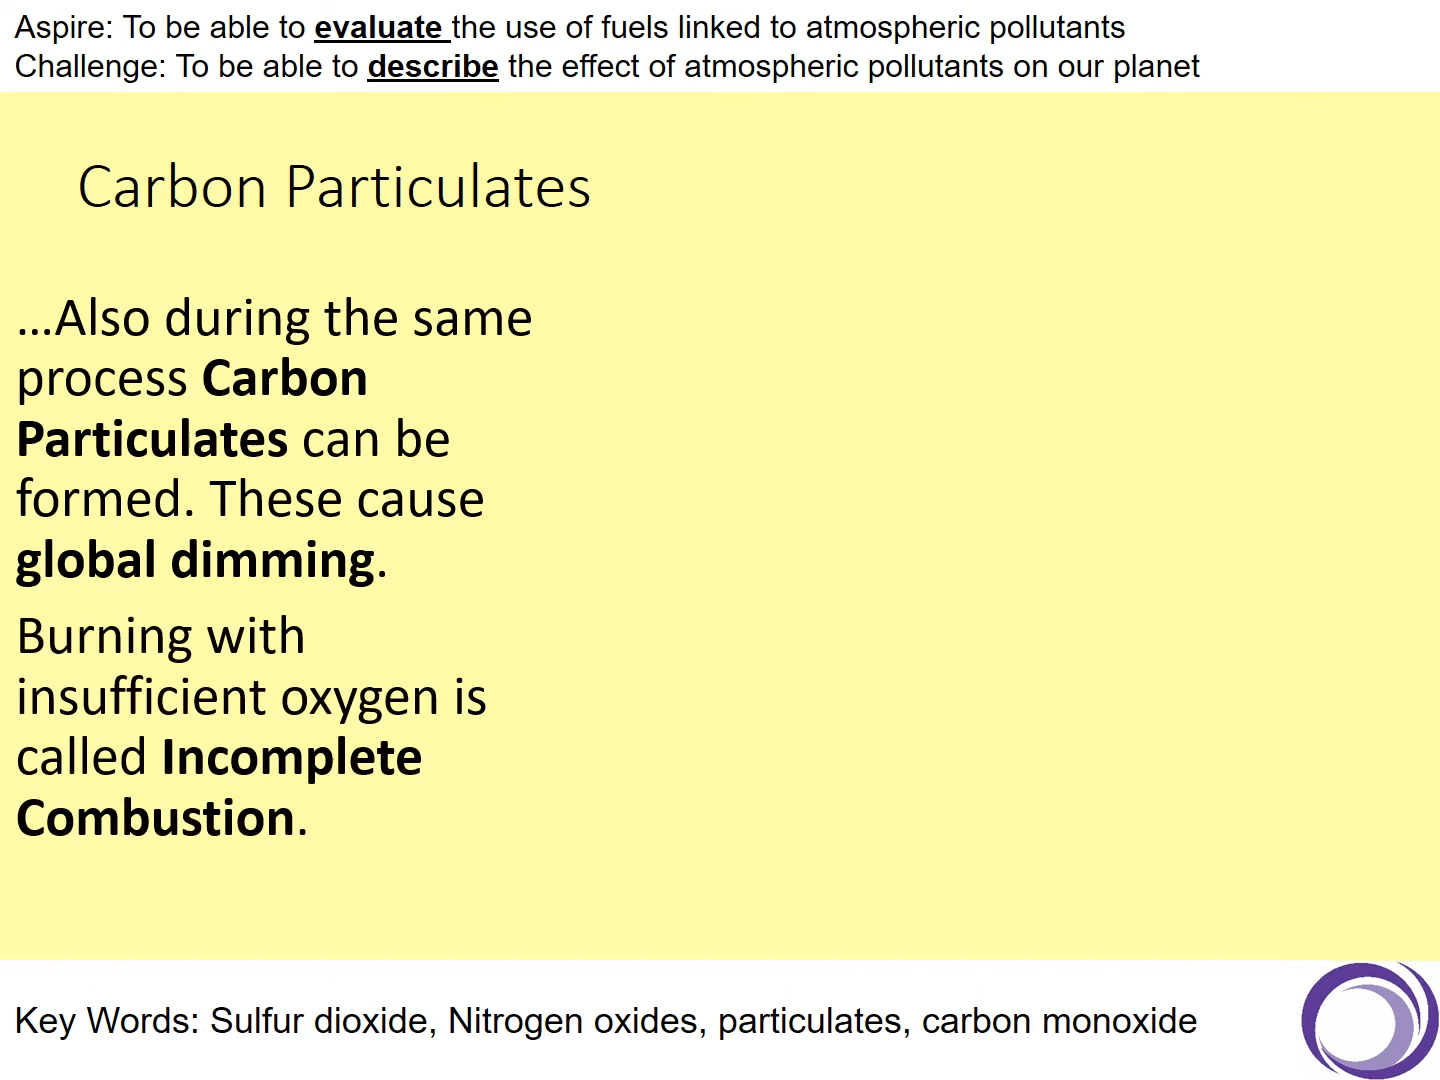 Aspire: To be able to evaluate the use of fuels linked to atmospheric pollutants
Challenge: To be able to describe the effect of atmospheric pollutants on our planet
Carbon Particulates
...Also during the same
process Carbon
Particulates can be
formed. These cause
global dimming.
Burning with
insufficient oxygen is
called Incomplete
Combustion.
Key Words: Sulfur dioxide, Nitrogen oxides, particulates, carbon monoxide